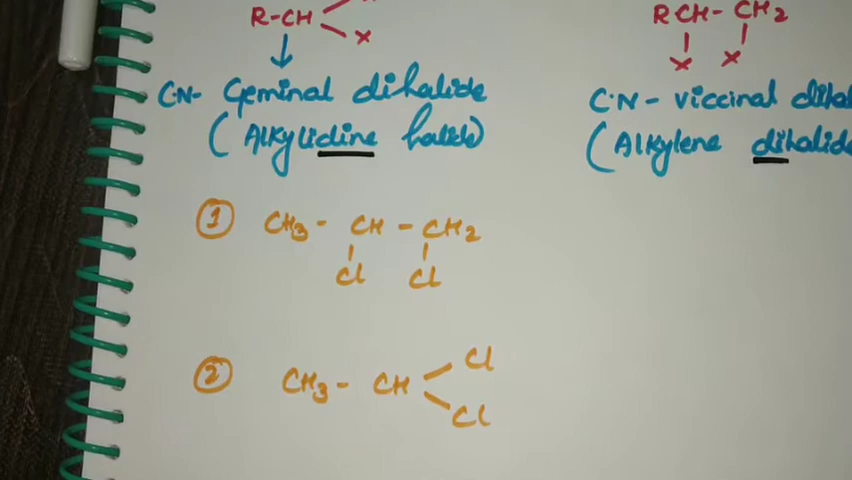 R-CH
x
C.N- Geminal dihalide
(Alkylidine halide)
RCH- CH2
x x
C.N- viccinal
(Alkylene dihalide
① CH3 - CH - CH2
Cl Cl
② CH3 - CH
Cl
Cl